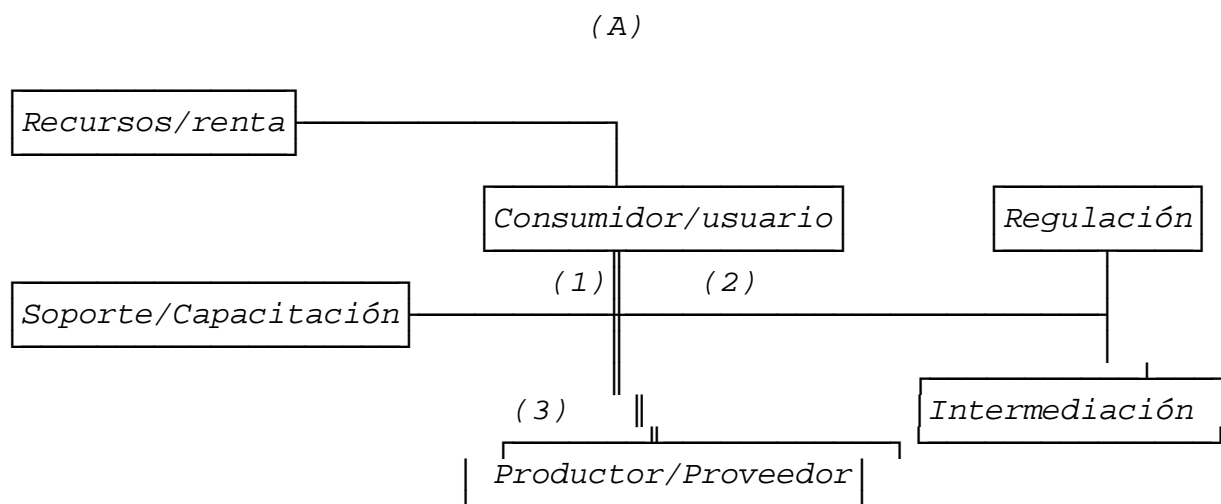 (A)
Recursos/renta
Consumidor/usuario
Regulación
(1)
(2)
Soporte/Capacitación
(3)
Intermediación
Productor/Proveedor